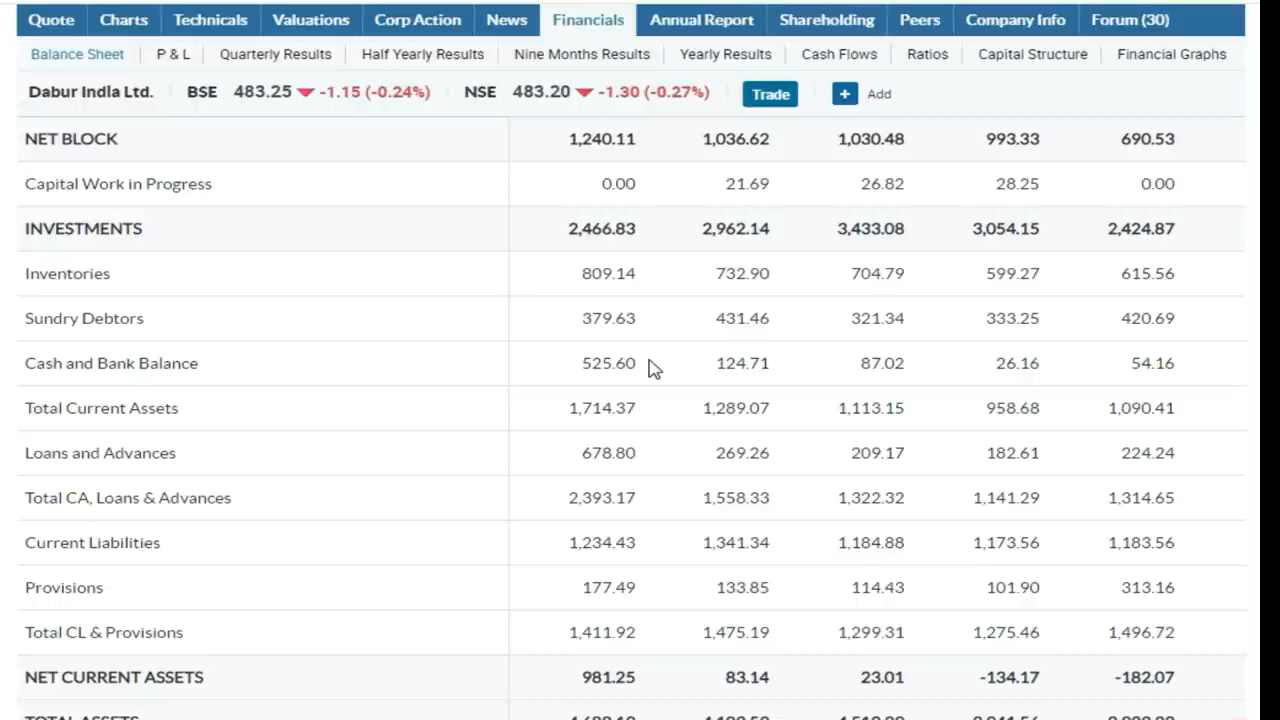 Quote Charts Technicals Valuations Corp Action News Financials Annual Report Shareholding Peers Company Info Forum (30)
Balance Sheet P & L Quarterly Results Half Yearly Results Nine Months Results Yearly Results Cash Flows Ratios Capital Structure Financial Graphs
Dabur India Ltd. BSE 483.25 -1.15 (-0.24%) NSE 483.20 -1.30 (-0.27%) Trade + Add
NET BLOCK 1,240.11 1,036.62 1,030.48 993.33 690.53
Capital Work in Progress 0.00 21.69 26.82 28.25 0.00
INVESTMENTS 2,466.83 2,962.14 3,433.08 3,054.15 2,424.87
Inventories 809.14 732.90 704.79 599.27 615.56
Sundry Debtors 379.63 431.46 321.34 333.25 420.69
Cash and Bank Balance 525.60 124.71 87.02 26.16 54.16
Total Current Assets 1,714.37 1,289.07 1,113.15 958.68 1,090.41
Loans and Advances 678.80 269.26 209.17 182.61 224.24
Total CA, Loans & Advances 2,393.17 1,558.33 1,322.32 1,141.29 1,314.65
Current Liabilities 1,234.43 1,341.34 1,184.88 1,173.56 1,183.56
Provisions 177.49 133.85 114.43 101.90 313.16
Total CL & Provisions 1,411.92 1,475.19 1,299.31 1,275.46 1,496.72
NET CURRENT ASSETS 981.25 83.14 23.01 -134.17 -182.07
TOTAL ASSETS